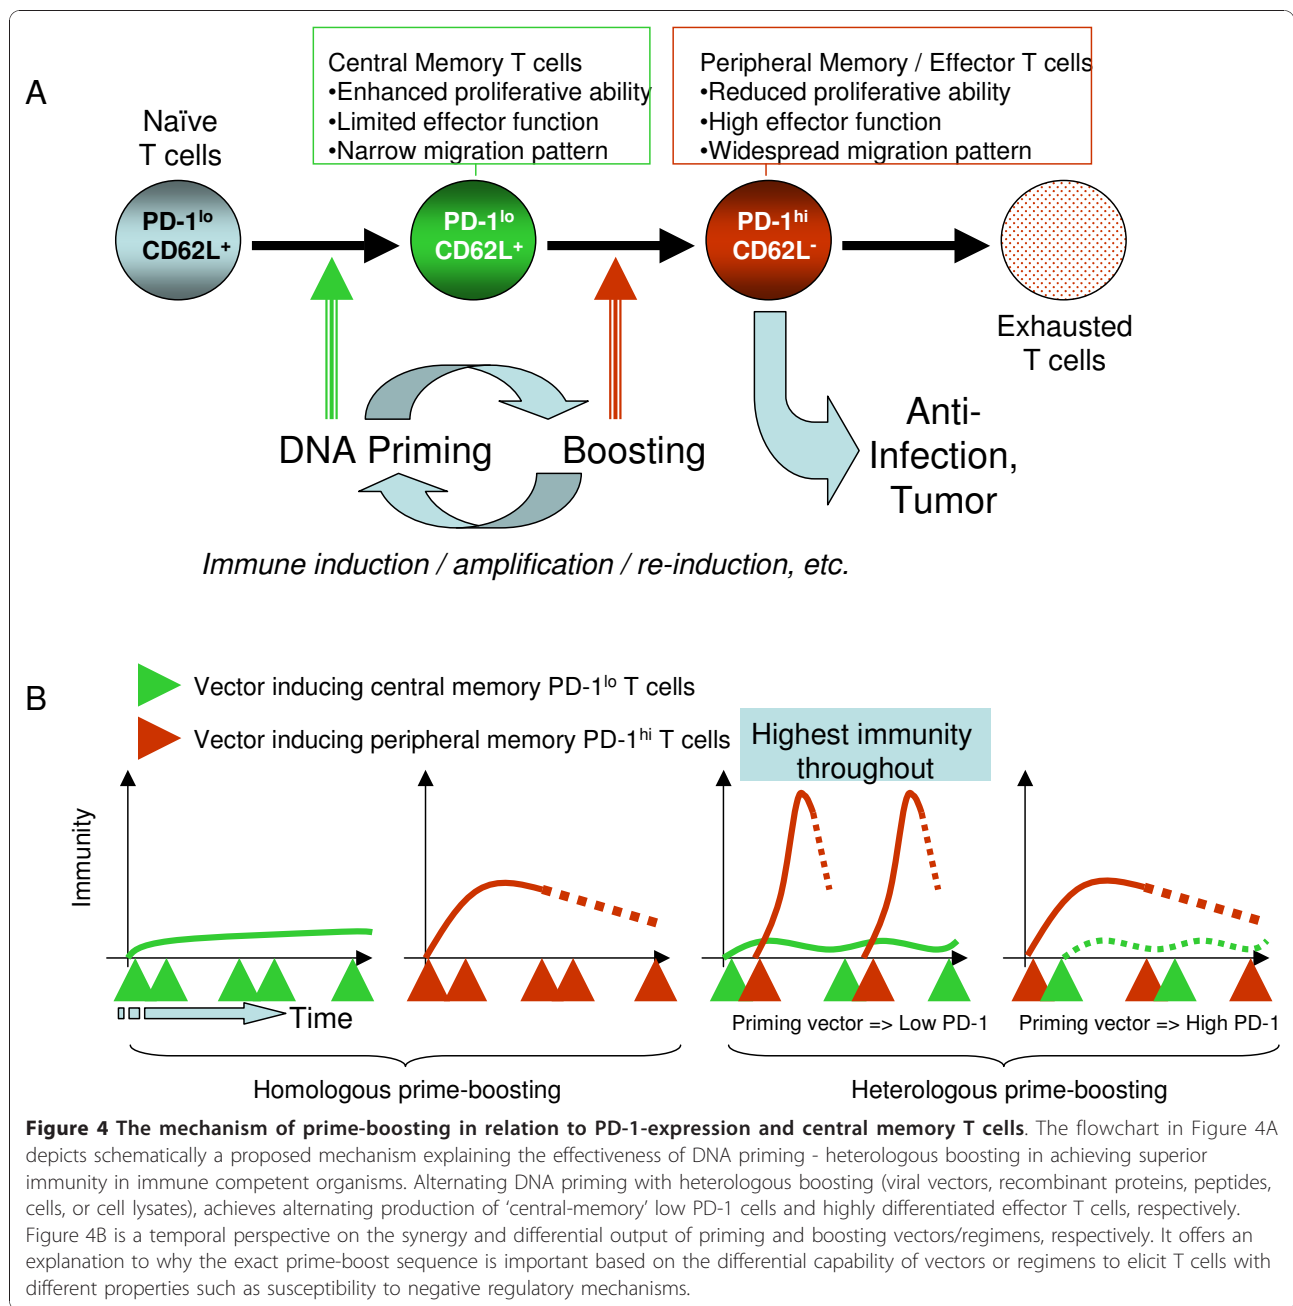 A
Naïve
T cells
Central Memory T cells
•Enhanced proliferative ability
•Limited effector function
•Narrow migration pattern
Peripheral Memory / Effector T cells
•Reduced proliferative ability
•High effector function
•Widespread migration pattern
PD-1lo
CD62L+
PD-1lo
CD62L+
PD-1hi
CD62L-
Exhausted
T cells
DNA Priming
Boosting
Anti-
Infection,
Tumor
Immune induction / amplification / re-induction, etc.
B
Vector inducing central memory PD-1lo T cells
Vector inducing peripheral memory PD-1hi T cells
Highest immunity
throughout
Immunity
Time
Priming vector => Low PD-1
Priming vector => High PD-1
Homologous prime-boosting
Heterologous prime-boosting
Figure 4 The mechanism of prime-boosting in relation to PD-1-expression and central memory T cells. The flowchart in Figure 4A
depicts schematically a proposed mechanism explaining the effectiveness of DNA priming - heterologous boosting in achieving superior
immunity in immune competent organisms. Alternating DNA priming with heterologous boosting (viral vectors, recombinant proteins, peptides,
cells, or cell lysates), achieves alternating production of ‘central-memory’ low PD-1 cells and highly differentiated effector T cells, respectively.
Figure 4B is a temporal perspective on the synergy and differential output of priming and boosting vectors/regimens, respectively. It offers an
explanation to why the exact prime-boost sequence is important based on the differential capability of vectors or regimens to elicit T cells with
different properties such as susceptibility to negative regulatory mechanisms.